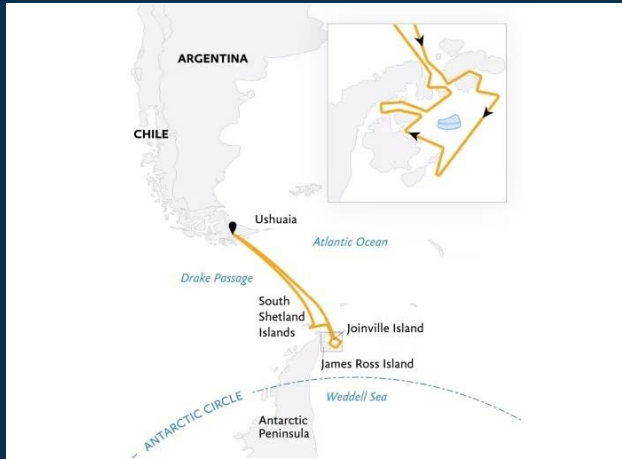 ARGENTINA
CHILE
Ushuaia
Atlantic Ocean
Drake Passage
South
Shetland
Islands
Joinville Island
James Ross Island
Weddell Sea
ANTARCTIC CIRCLE
Antarctic
Peninsula